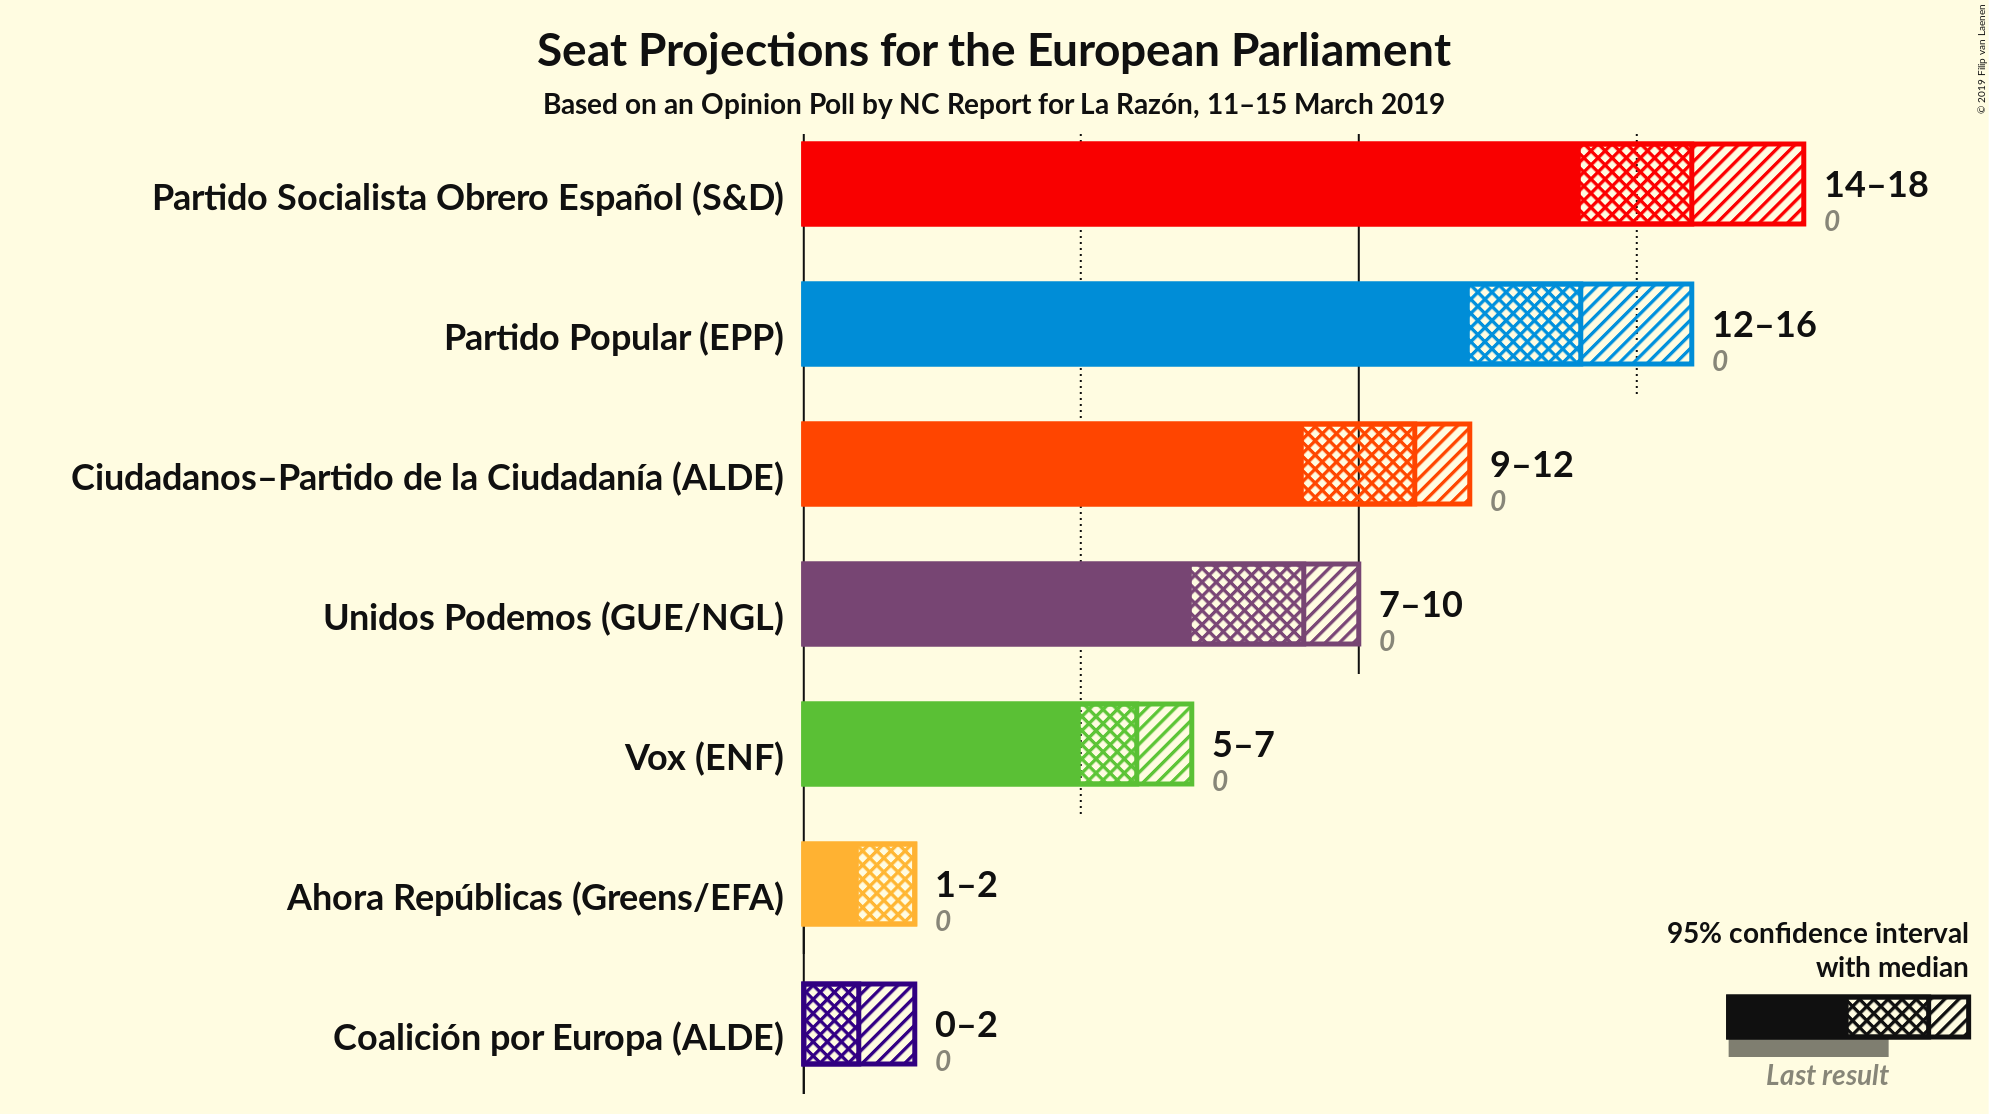 Seat Projections for the European Parliament
Based on an Opinion Poll by NC Report for La Razón, 11–15 March 2019
© 2019 Filip van Laenen
Partido Socialista Obrero Español (S&D)
14–18
0
Partido Popular (EPP)
12–16
0
Ciudadanos–Partido de la Ciudadanía (ALDE)
9–12
0
Unidos Podemos (GUE/NGL)
7–10
0
Vox (ENF)
5–7
0
Ahora Repúblicas (Greens/EFA)
1–2
0
Coalición por Europa (ALDE)
0–2
0
95% confidence interval
with median
Last result